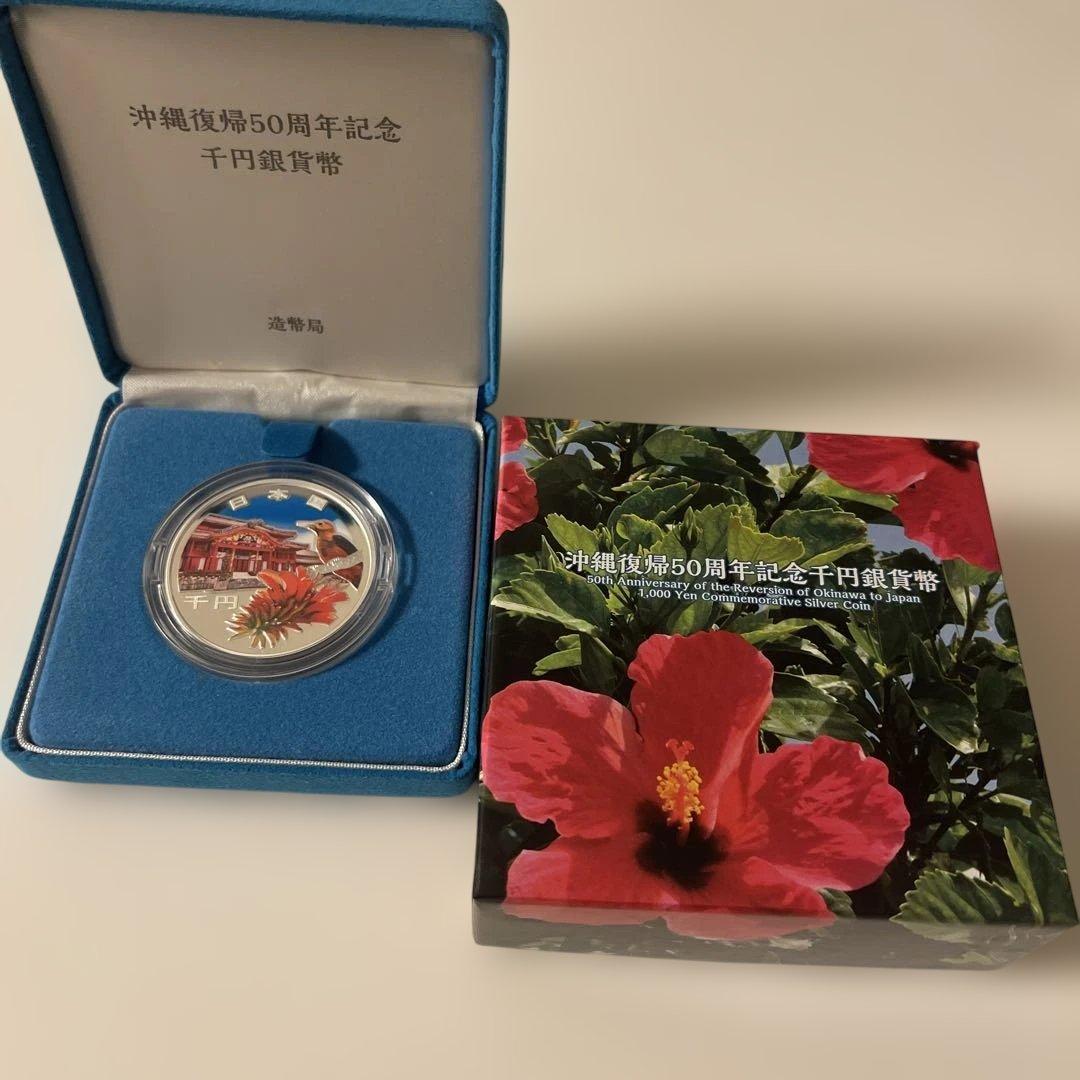 沖縄復帰50周年記念
千円銀貨幣
造幣局
日本国
千円
沖縄復帰50周年記念千円銀貨幣
50th Anniversary of the Reversion of Okinawa to Japan
1,000 Yen Commemorative Silver Coin